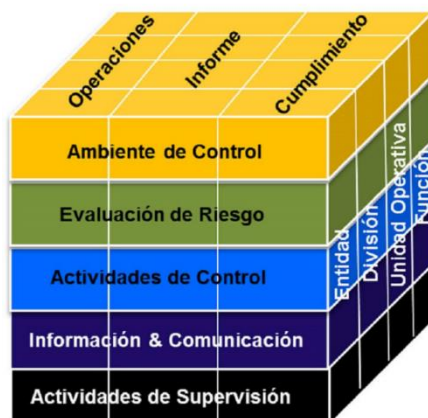 Operaciones
Informe
Cumplimiento
Ambiente de Control
Evaluación de Riesgo
Actividades de Control
Información & Comunicación
Actividades de Supervisión
Entidad
División
Unidad Operativa
Función